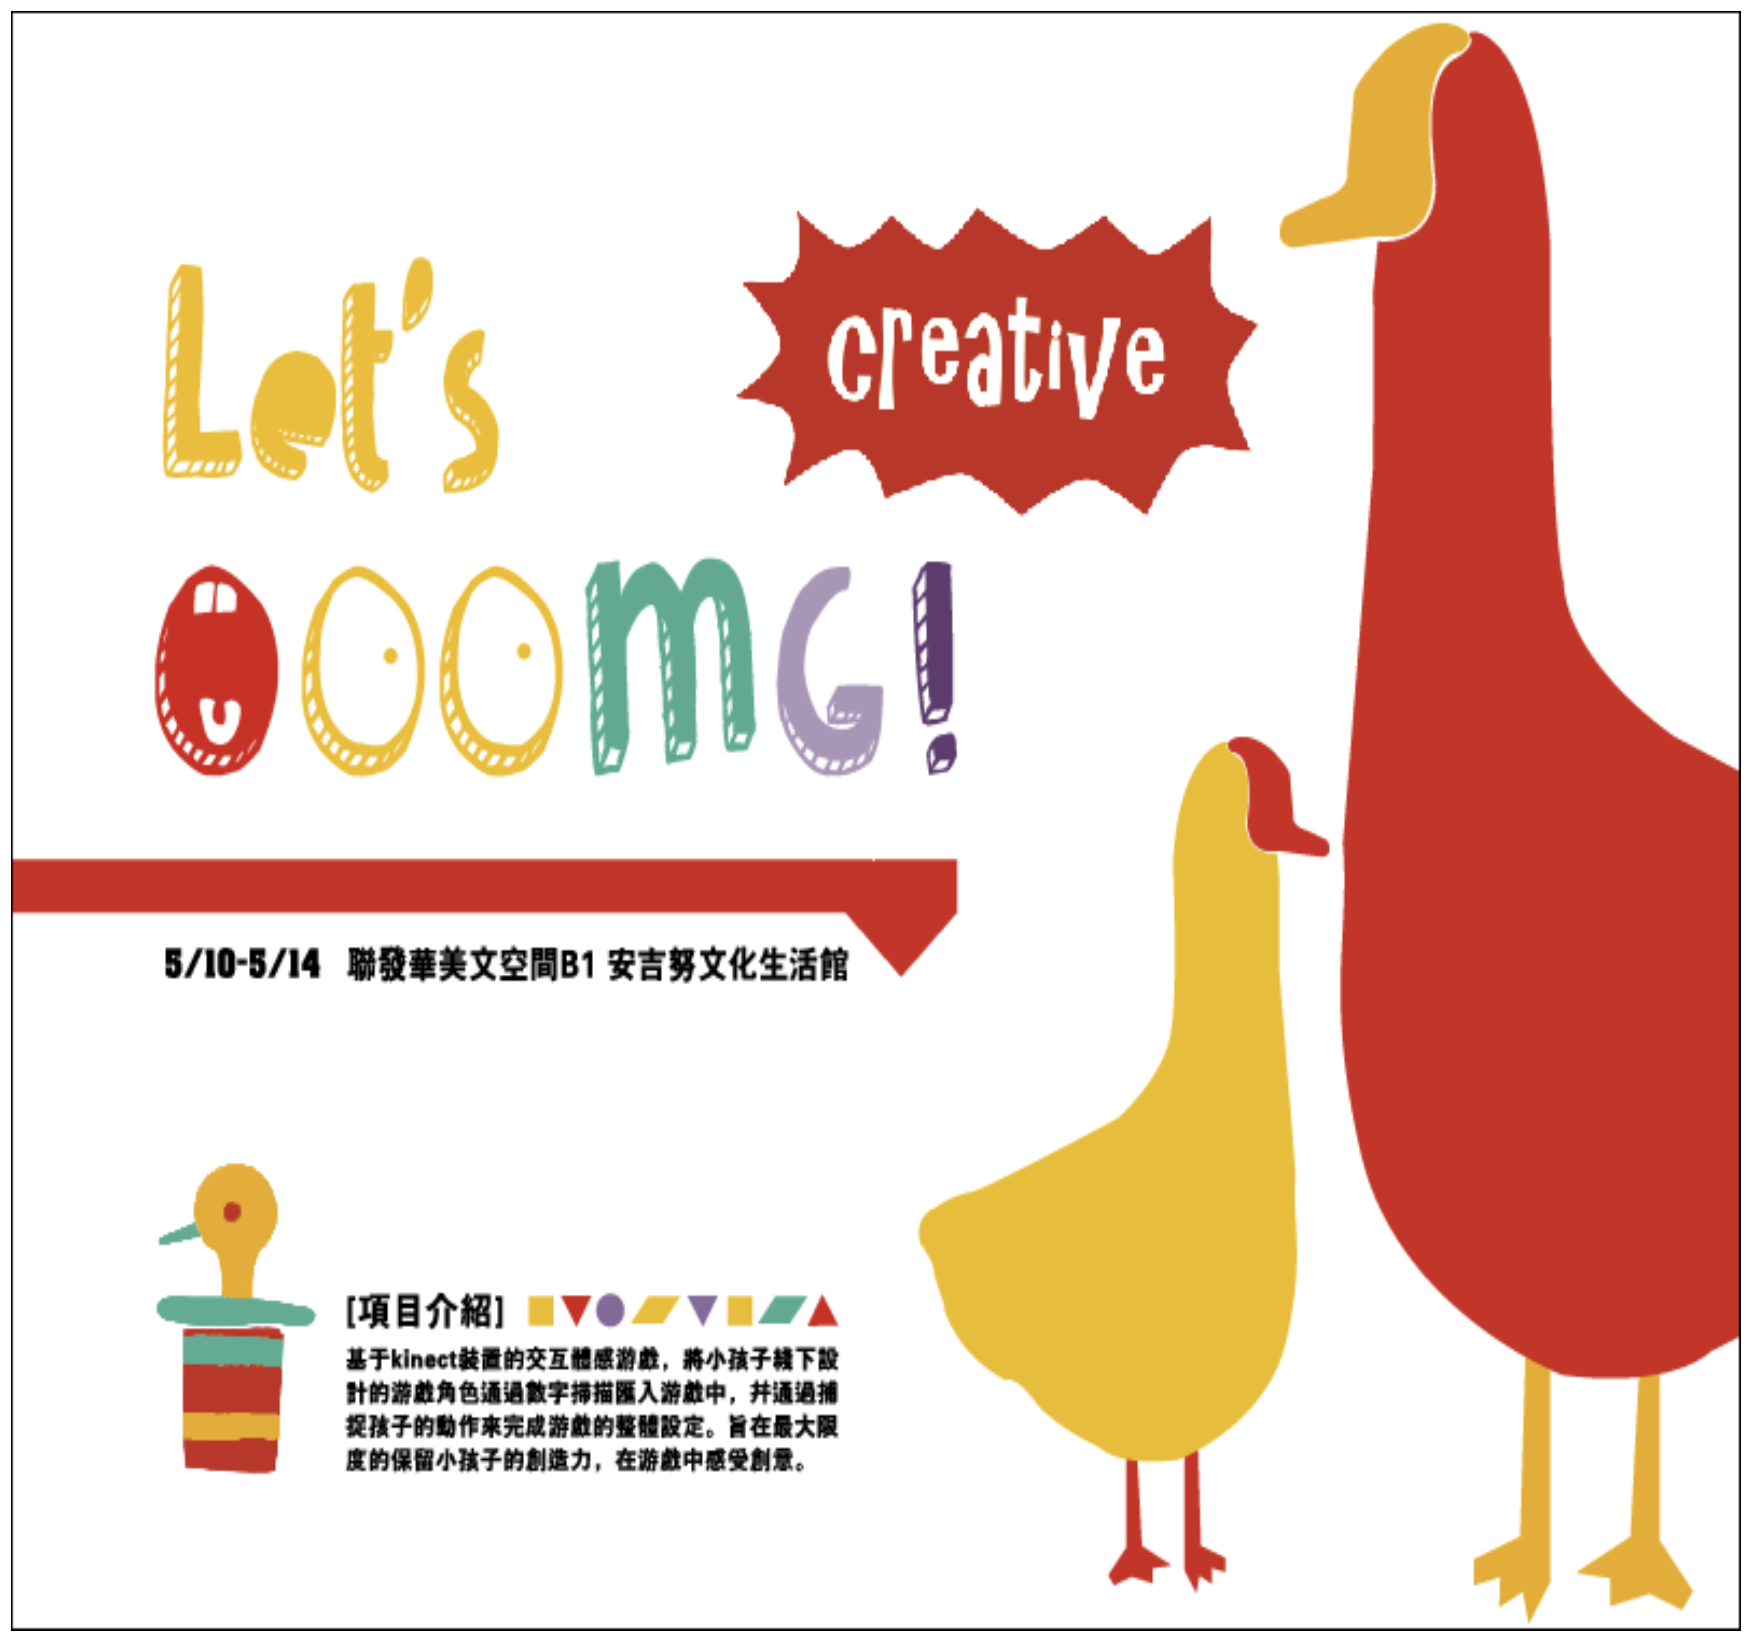 Let's
creative
OOOMG!
5/10-5/14 聯發華美文空間B1 安吉努文化生活館
[項目介紹]
基于kinect裝置的交互體感游戲，將小孩子綫下設
計的游戲角色通過數字掃描匯入游戲中，并通過捕
捉孩子的動作來完成游戲的整體設定。旨在最大限
度的保留小孩子的創造力，在游戲中感受創意。